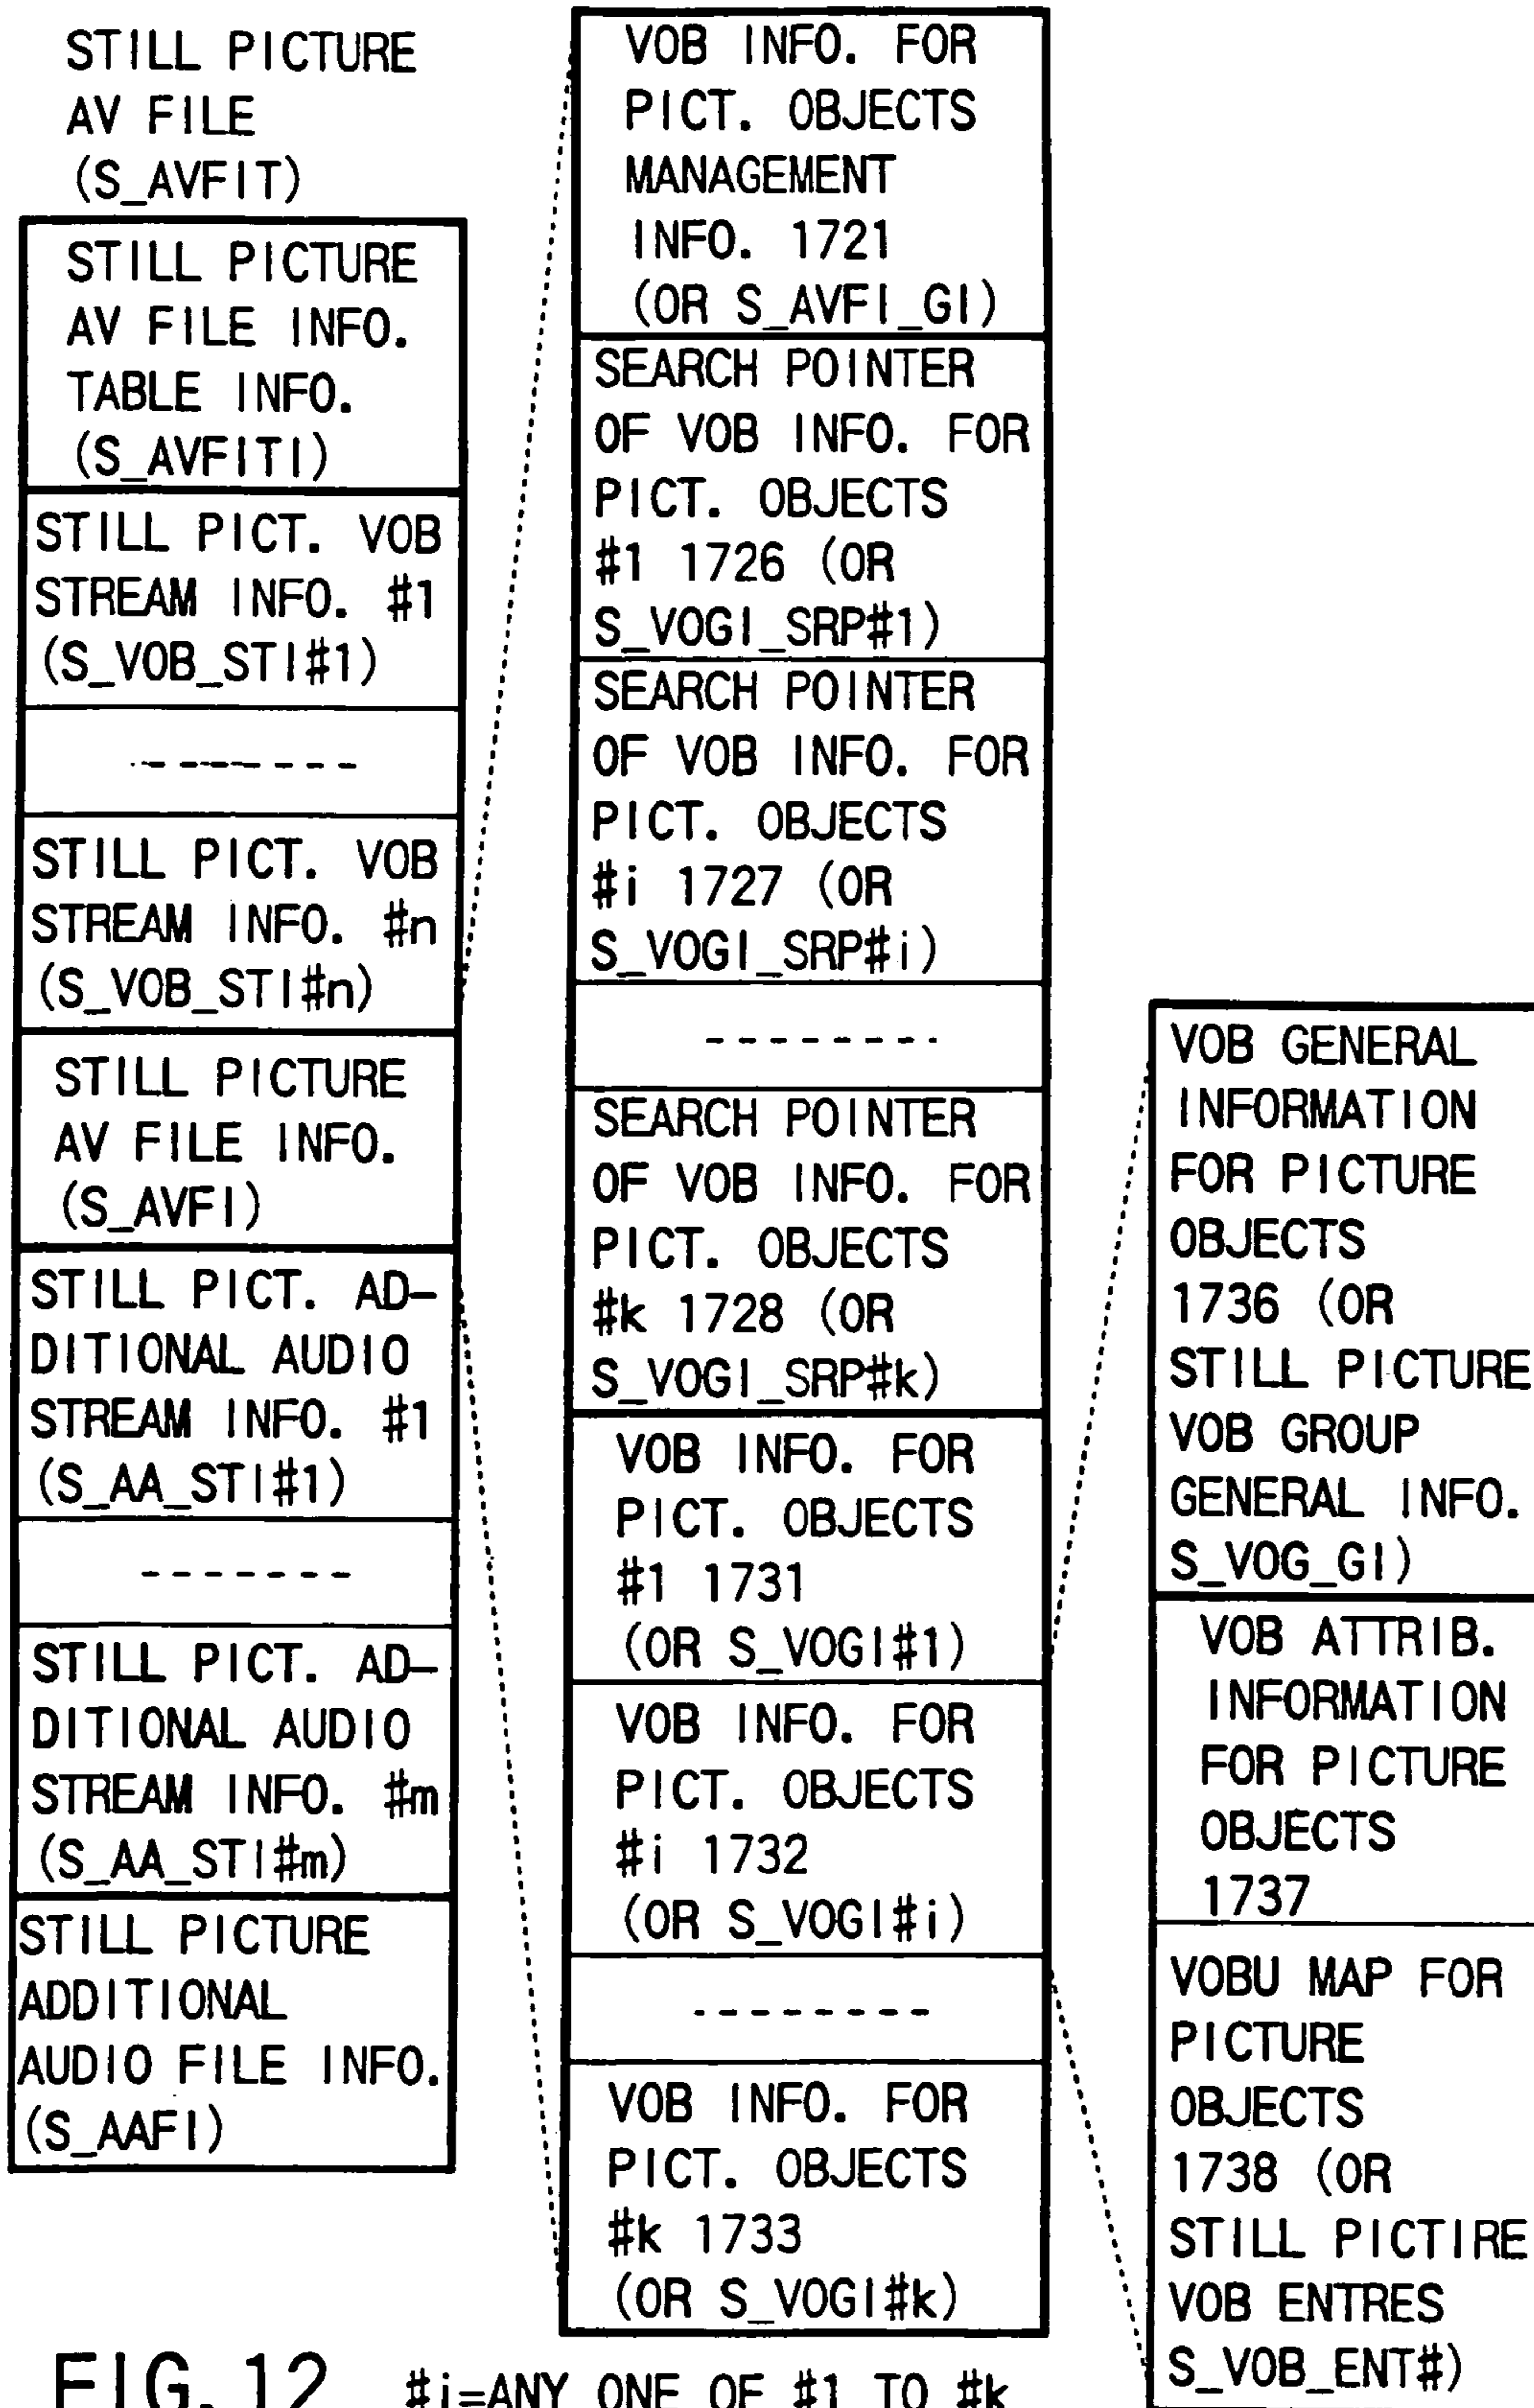 STILL PICTURE
AV FILE
(S_AVFIT)
STILL PICTURE
AV FILE INFO.
TABLE INFO.
(S_AVFITI)
STILL PICT. VOB
STREAM INFO. #1
(S_VOB_STI#1)
--------
STILL PICT. VOB
STREAM INFO. #n
(S_VOB_STI#n)
STILL PICTURE
AV FILE INFO.
(S_AVFI)
STILL PICT. AD-
DITIONAL AUDIO
STREAM INFO. #1
(S_AA_STI#1)
-------
STILL PICT. AD-
DITIONAL AUDIO
STREAM INFO. #m
(S_AA_STI#m)
STILL PICTURE
ADDITIONAL
AUDIO FILE INFO.
(S_AAFI)
VOB INFO. FOR
PICT. OBJECTS
MANAGEMENT
INFO. 1721
(OR S_AVFI_GI)
SEARCH POINTER
OF VOB INFO. FOR
PICT. OBJECTS
#1 1726 (OR
S_VOGI_SRP#1)
SEARCH POINTER
OF VOB INFO. FOR
PICT. OBJECTS
#i 1727 (OR
S_VOGI_SRP#i)
--------
SEARCH POINTER
OF VOB INFO. FOR
PICT. OBJECTS
#k 1728 (OR
S_VOGI_SRP#k)
VOB INFO. FOR
PICT. OBJECTS
#1 1731
(OR S_VOGI#1)
VOB INFO. FOR
PICT. OBJECTS
#i 1732
(OR S_VOGI#i)
--------
VOB INFO. FOR
PICT. OBJECTS
#k 1733
(OR S_VOGI#k)
VOB GENERAL
INFORMATION
FOR PICTURE
OBJECTS
1736 (OR
STILL PICTURE
VOB GROUP
GENERAL INFO.
S_VOG_GI)
VOB ATTRIB.
INFORMATION
FOR PICTURE
OBJECTS
1737
VOBU MAP FOR
PICTURE
OBJECTS
1738 (OR
STILL PICTIRE
VOB ENTRES
S_VOB_ENT#)
FIG. 12 #i=ANY ONE OF #1 TO #k